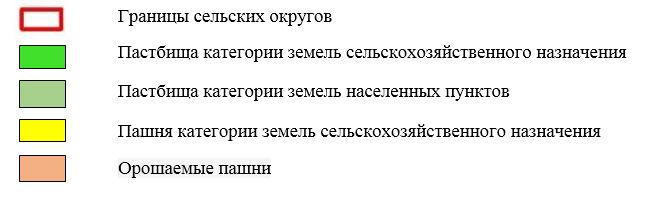 Границы сельских округов
Пастбища категории земель сельскохозяйственного назначения
Пастбища категории земель населенных пунктов
Пашня категории земель сельскохозяйственного назначения
Орошаемые пашни